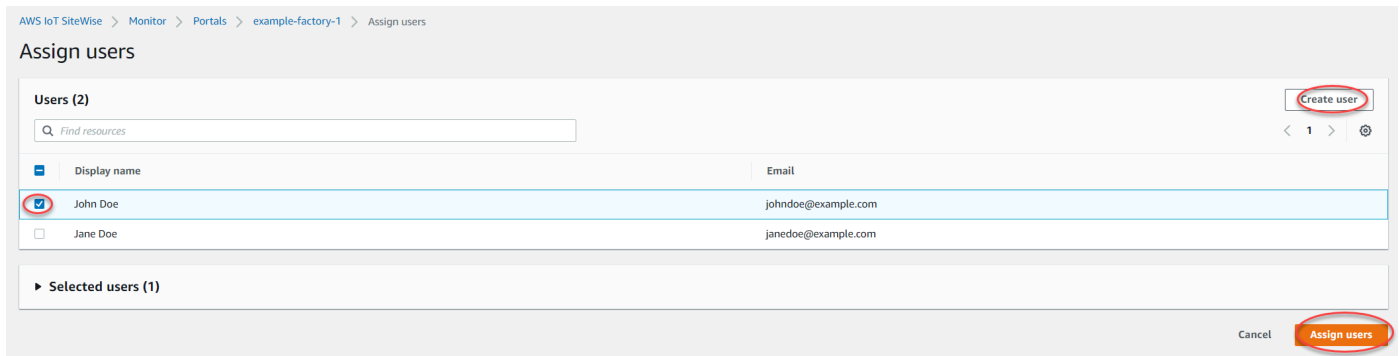 AWS IoT SiteWise > Monitor > Portals > example-factory-1 > Assign users
Assign users
Users (2)
Create user
Find resources
1
Display name Email
John Doe johndoe@example.com
Jane Doe janedoe@example.com
Selected users (1)
Cancel Assign users